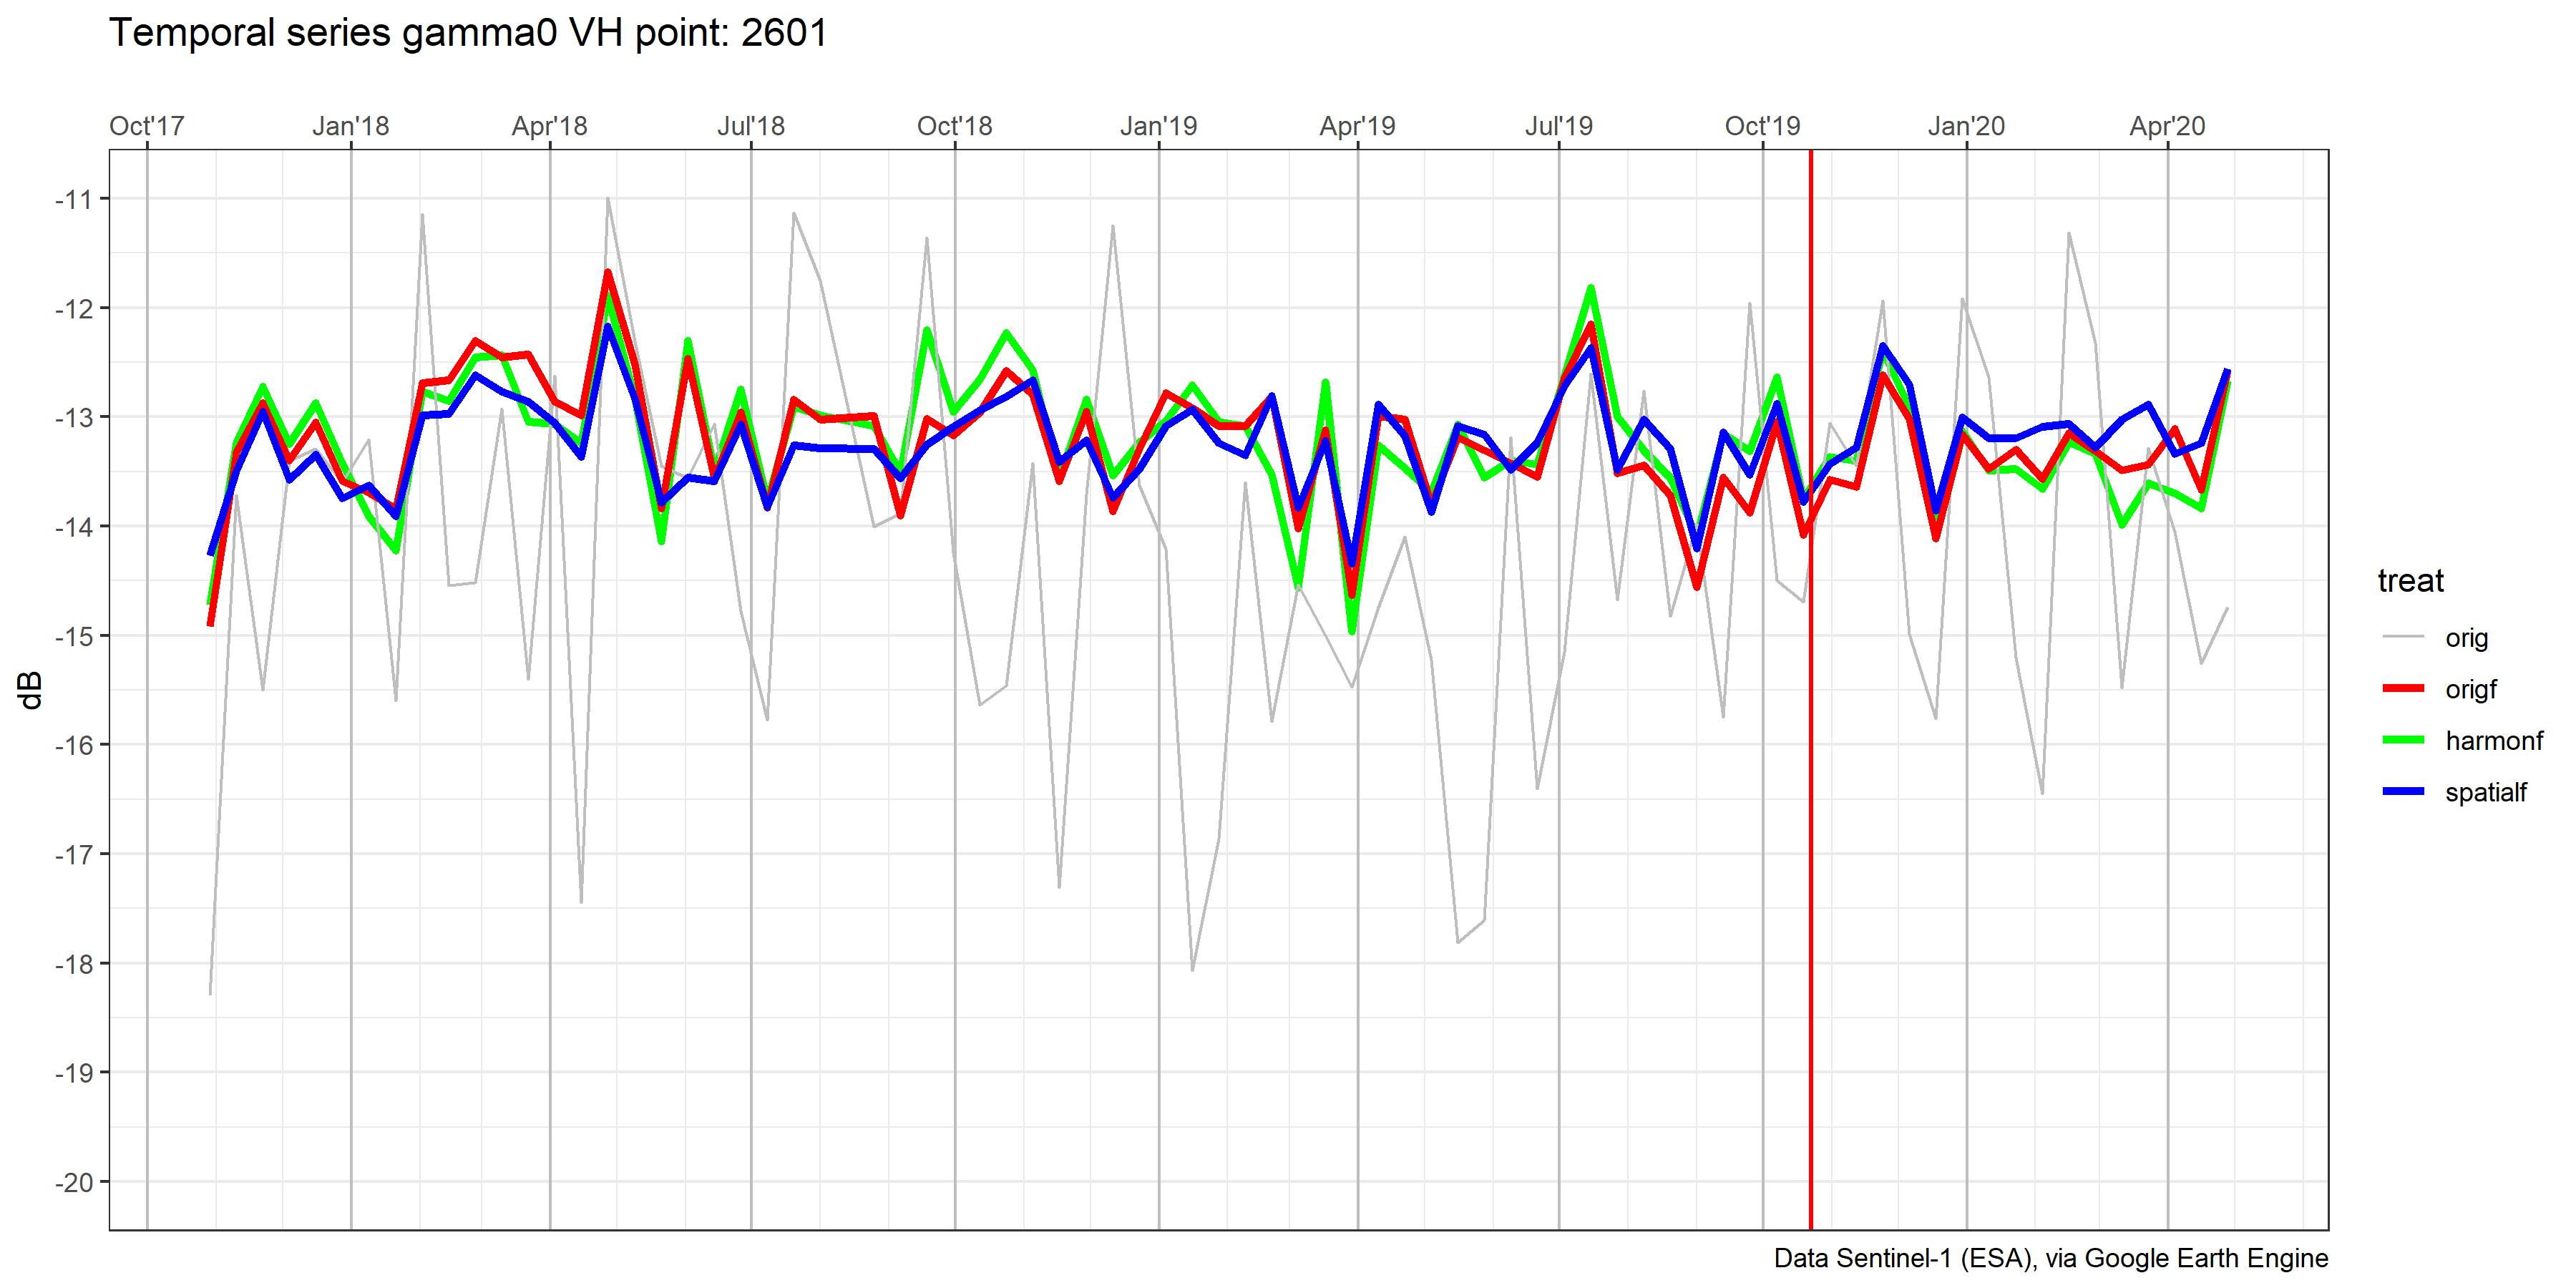 Temporal series gamma0 VH point: 2601
Oct'17 Jan'18 Apr'18 Jul'18 Oct'18 Jan'19 Apr'19 Jul'19 Oct'19 Jan'20 Apr'20
-11
-12
-13
-14
-15
-16
-17
-18
-19
-20
dB
treat
orig
origf
harmonf
spatialf
Data Sentinel-1 (ESA), via Google Earth Engine